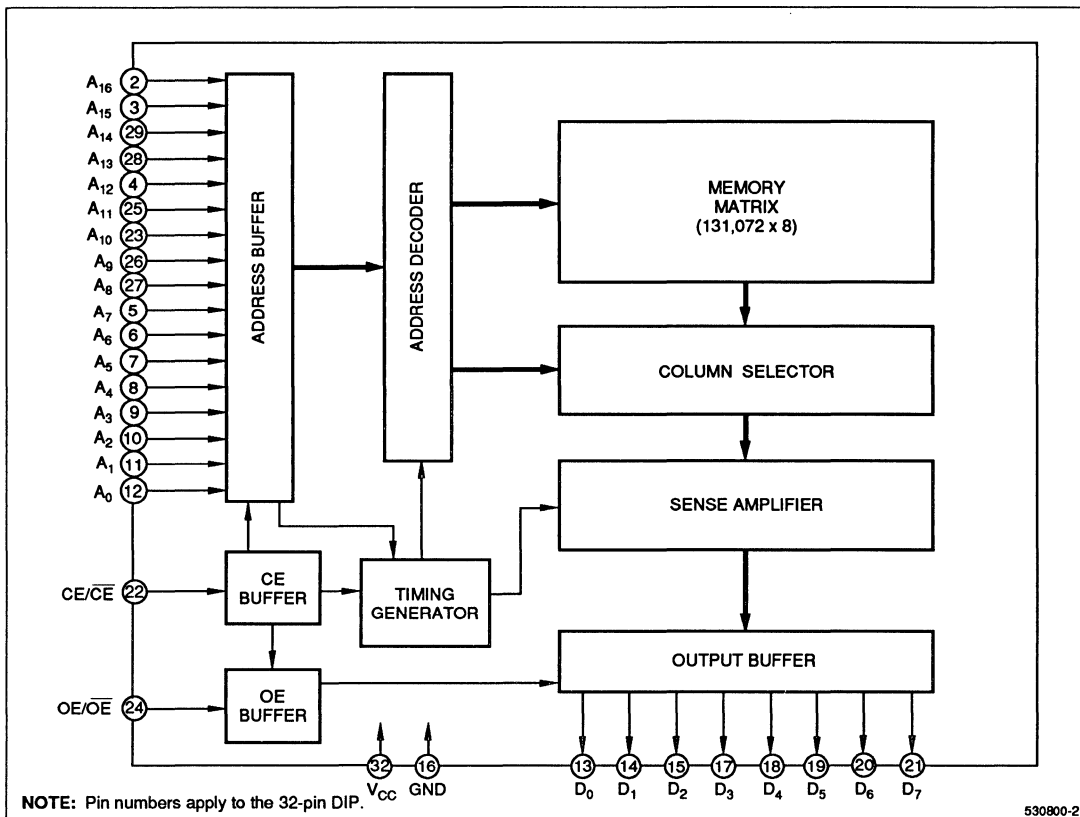 A16 2
A15 3
A14 29
A13 28
A12 4
A11 25
A10 23
A9 26
A8 27
A7 5
A6 6
A5 7
A4 8
A3 9
A2 10
A1 11
A0 12
ADDRESS BUFFER
ADDRESS DECODER
MEMORY
MATRIX
(131,072 x 8)
COLUMN SELECTOR
SENSE AMPLIFIER
CE/C̅E̅ 22
CE
BUFFER
TIMING
GENERATOR
OUTPUT BUFFER
OE/O̅E̅ 24
OE
BUFFER
32 16 13 14 15 17 18 19 20 21
VCC GND D0 D1 D2 D3 D4 D5 D6 D7
NOTE: Pin numbers apply to the 32-pin DIP.
530800-2